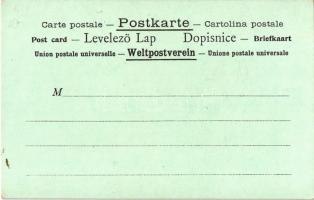 Carte postale — Postkarte — Cartolina postale
Post card — Levelező Lap Dopisnice — Briefkaart
Union postale universelle — Weltpostverein — Unione postale universale
M